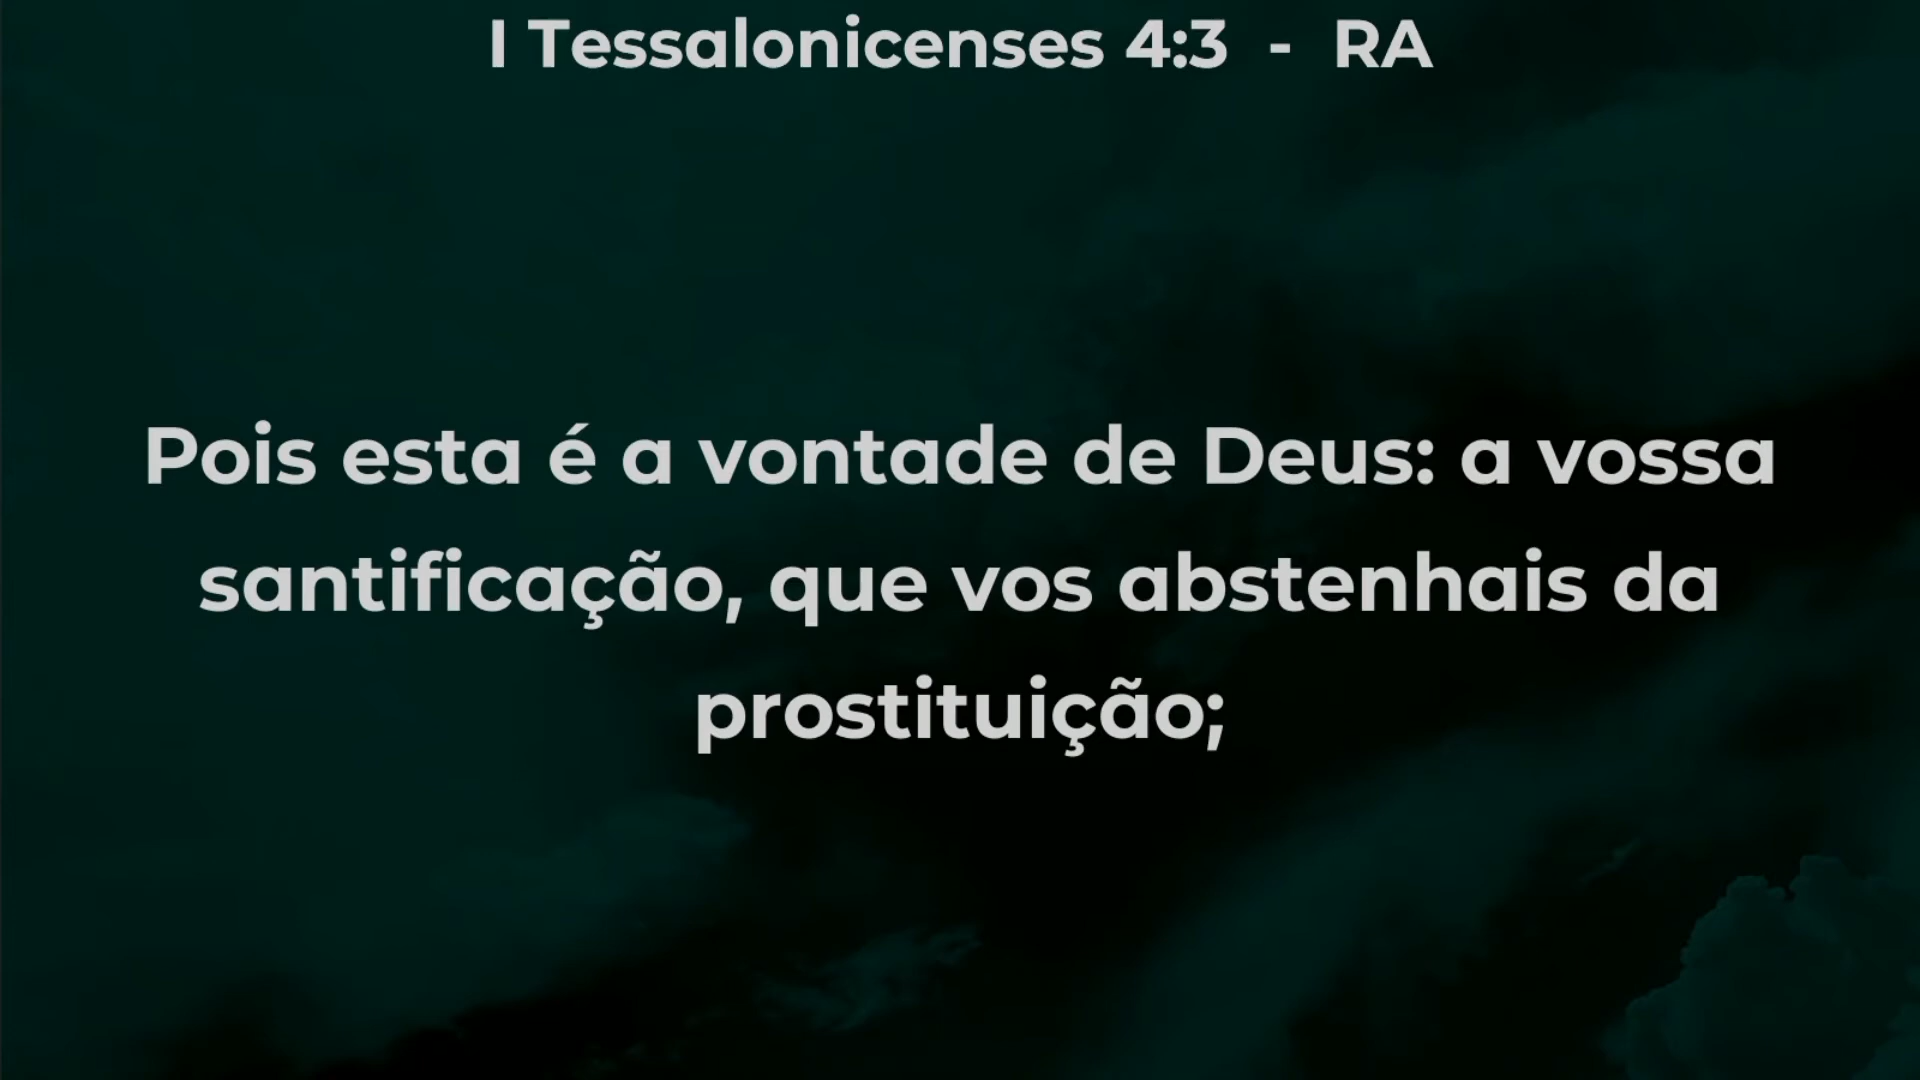 I Tessalonicenses 4:3 - RA
Pois esta é a vontade de Deus: a vossa
santificação, que vos abstenhais da
prostituição;